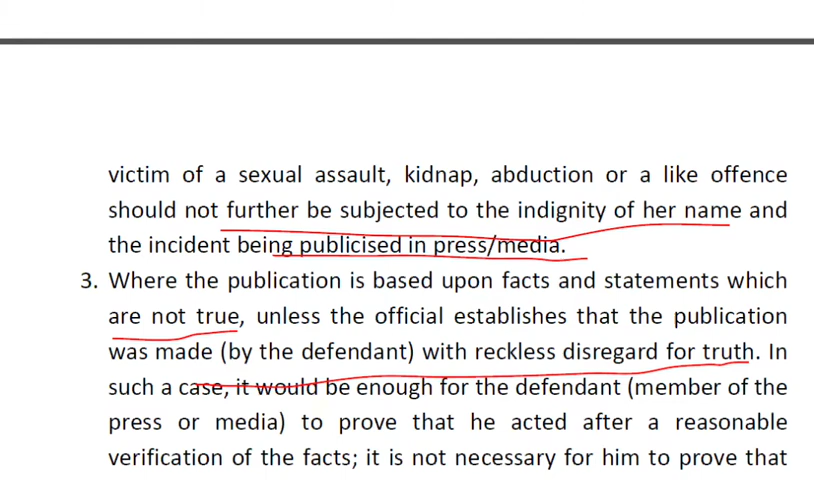 victim of a sexual assault, kidnap, abduction or a like offence
should not further be subjected to the indignity of her name and
the incident being publicised in press/media.
3. Where the publication is based upon facts and statements which
are not true, unless the official establishes that the publication
was made (by the defendant) with reckless disregard for truth. In
such a case, it would be enough for the defendant (member of the
press or media) to prove that he acted after a reasonable
verification of the facts; it is not necessary for him to prove that